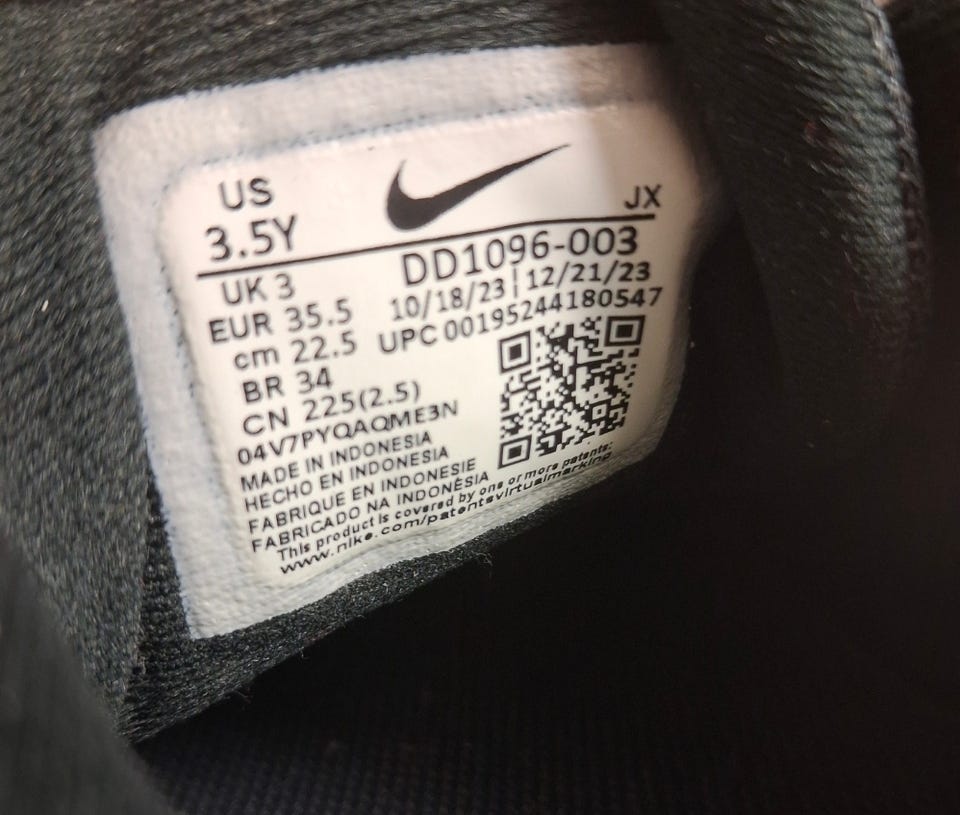 US
3.5Y
JX
UK 3
EUR 35.5
cm 22.5
BR 34
CN 225(2.5)
DD1096-003
10/18/23 | 12/21/23
UPC 00195244180547
04V7PYQAQME3N
MADE IN INDONESIA
HECHO EN INDONESIA
FABRIQUE EN INDONESIE
FABRICADO NA INDONÉSIA
This product is covered by one or more patents:
www.nike.com/patentsvirtualmarking